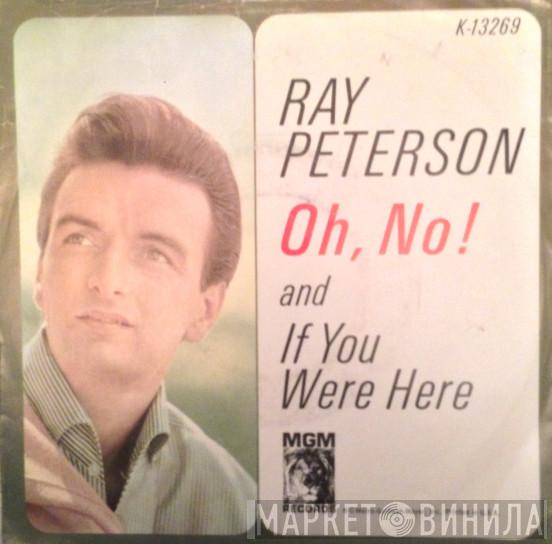 K-13269
RAY
PETERSON
Oh, No!
and
If You
Were Here
MGM
RECORDS
МАРКЕТ ВИНИЛА